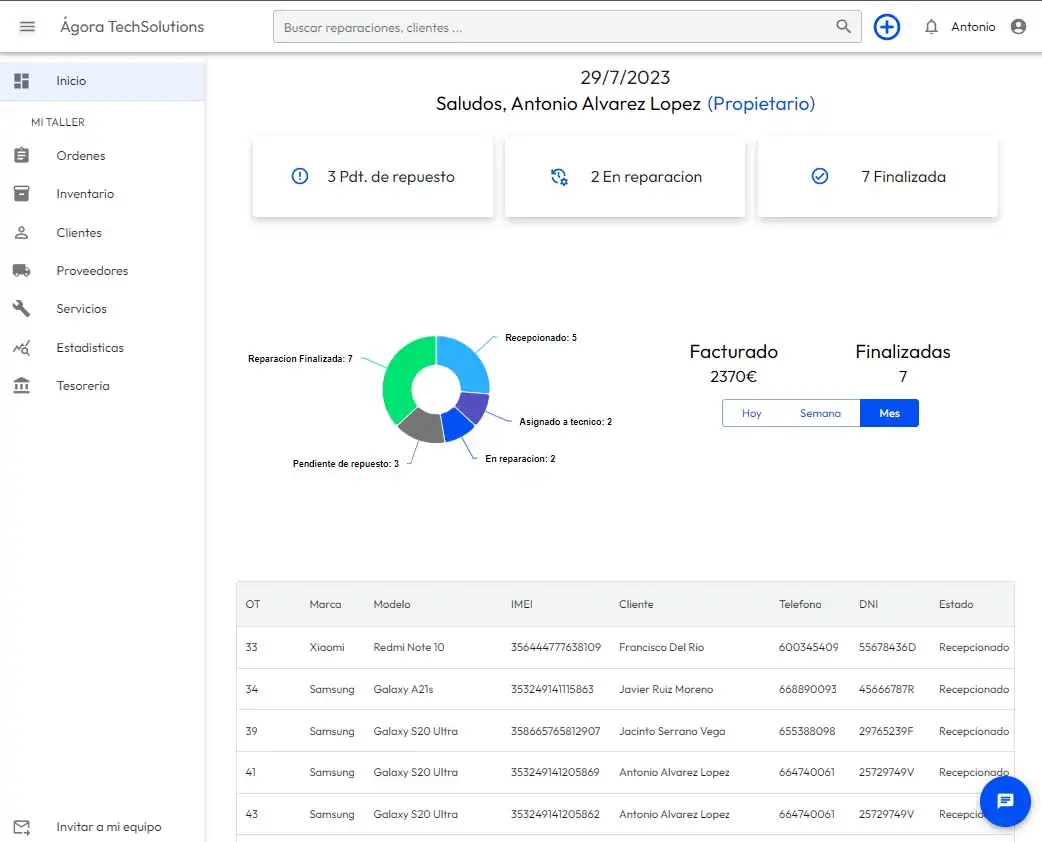 Ágora TechSolutions
Buscar reparaciones, clientes ...
Antonio
Inicio
MI TALLER
Ordenes
Inventario
Clientes
Proveedores
Servicios
Estadisticas
Tesoreria
Invitar a mi equipo
29/7/2023
Saludos, Antonio Alvarez Lopez (Propietario)
3 Pdt. de repuesto
2 En reparacion
7 Finalizada
Recepcionado: 5
Reparacion Finalizada: 7
Asignado a tecnico: 2
En reparacion: 2
Pendiente de repuesto: 3
Facturado Finalizadas
2370€ 7
Hoy Semana Mes
OT Marca Modelo IMEI Cliente Telefono DNI Estado
33 Xiaomi Redmi Note 10 356444777638109 Francisco Del Río 600345409 55678436D Recepcionado
34 Samsung Galaxy A21s 353249141115863 Javier Ruiz Moreno 668890093 45666787R Recepcionado
39 Samsung Galaxy S20 Ultra 358665765812907 Jacinto Serrano Vega 655388098 29765239F Recepcionado
41 Samsung Galaxy S20 Ultra 353249141205869 Antonio Alvarez Lopez 664740061 25729749V Recepcionado
43 Samsung Galaxy S20 Ultra 353249141205862 Antonio Alvarez Lopez 664740061 25729749V